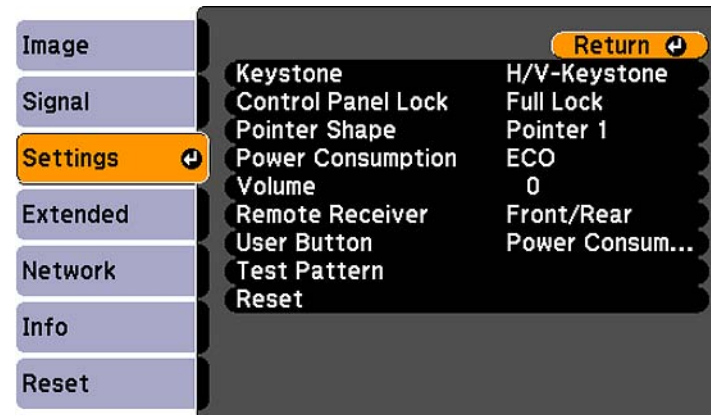 Image
Signal
Settings
Extended
Network
Info
Reset
Return
Keystone H/V-Keystone
Control Panel Lock Full Lock
Pointer Shape Pointer 1
Power Consumption ECO
Volume 0
Remote Receiver Front/Rear
User Button Power Consum...
Test Pattern
Reset